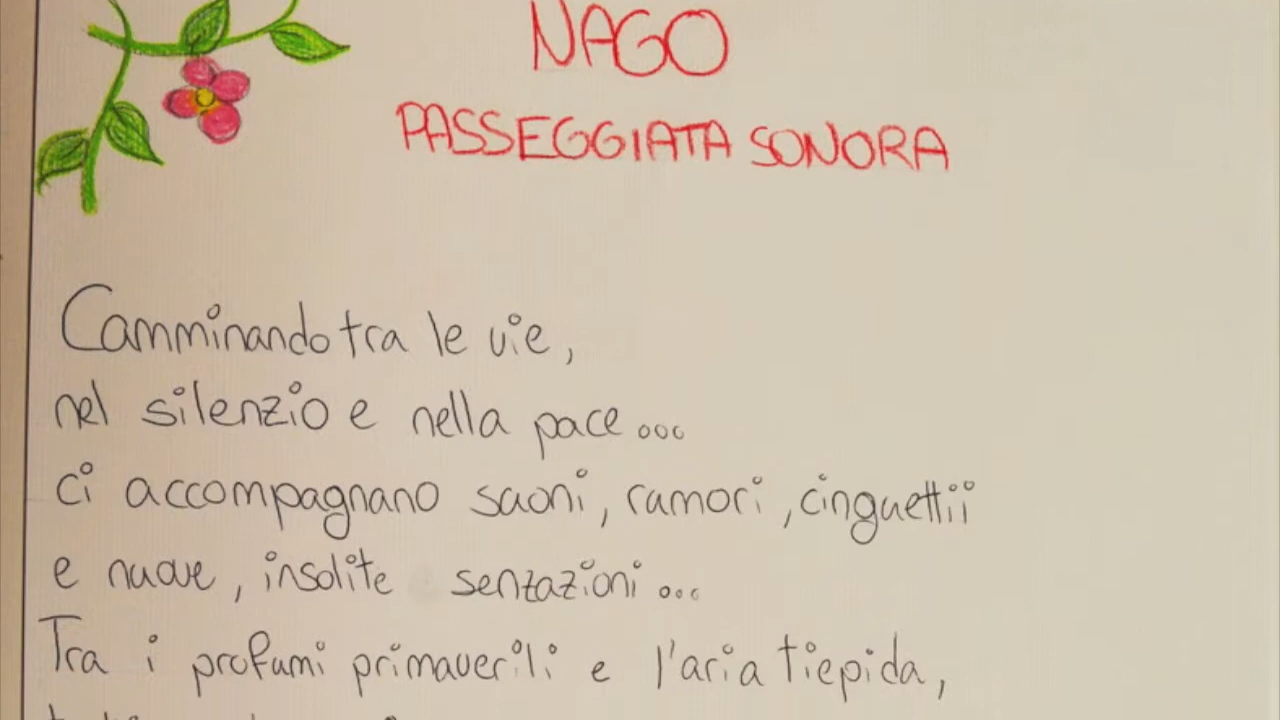 NAGO
PASSEGGIATA SONORA
Camminando tra le vie,
nel silenzio e nella pace...
ci accompagnano suoni, rumori, cinguettii
e nuove, insolite sentazioni...
Tra i profumi primaverili e l'aria tiepida,